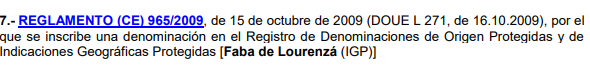 7.- REGLAMENTO (CE) 965/2009, de 15 de octubre de 2009 (DOUE L 271, de 16.10.2009), por el
que se inscribe una denominación en el Registro de Denominaciones de Origen Protegidas y de
Indicaciones Geográficas Protegidas [Faba de Lourenzá (IGP)]